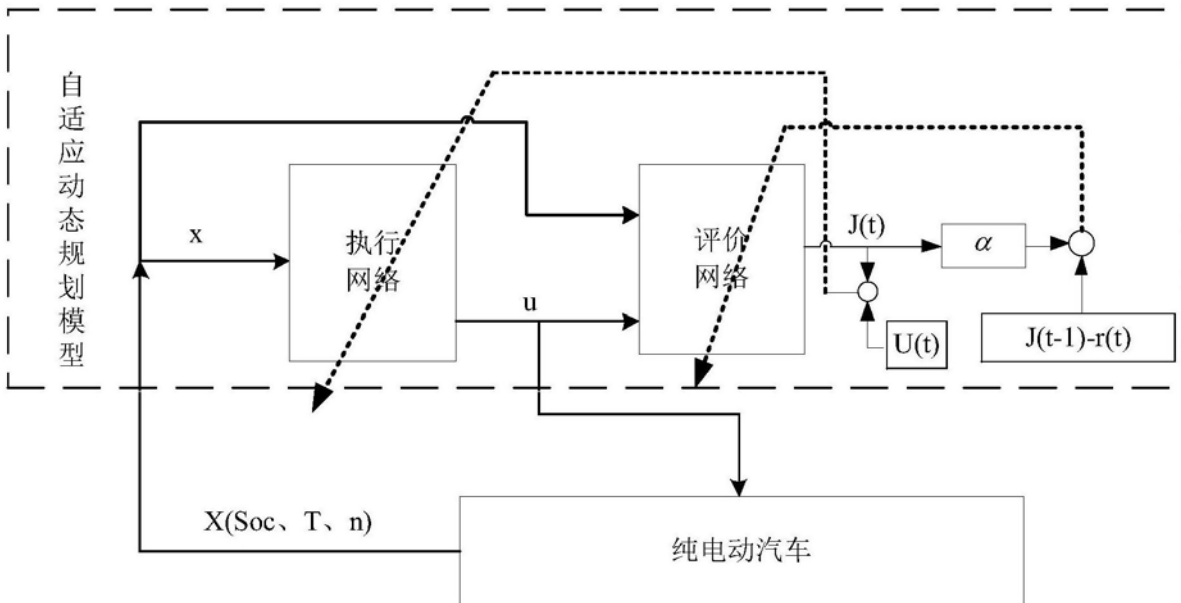 自适应动态规划模型
x
执行
网络
u
评价
网络
J(t)
α
U(t)
J(t-1)-r(t)
X(Soc、T、n)
纯电动汽车